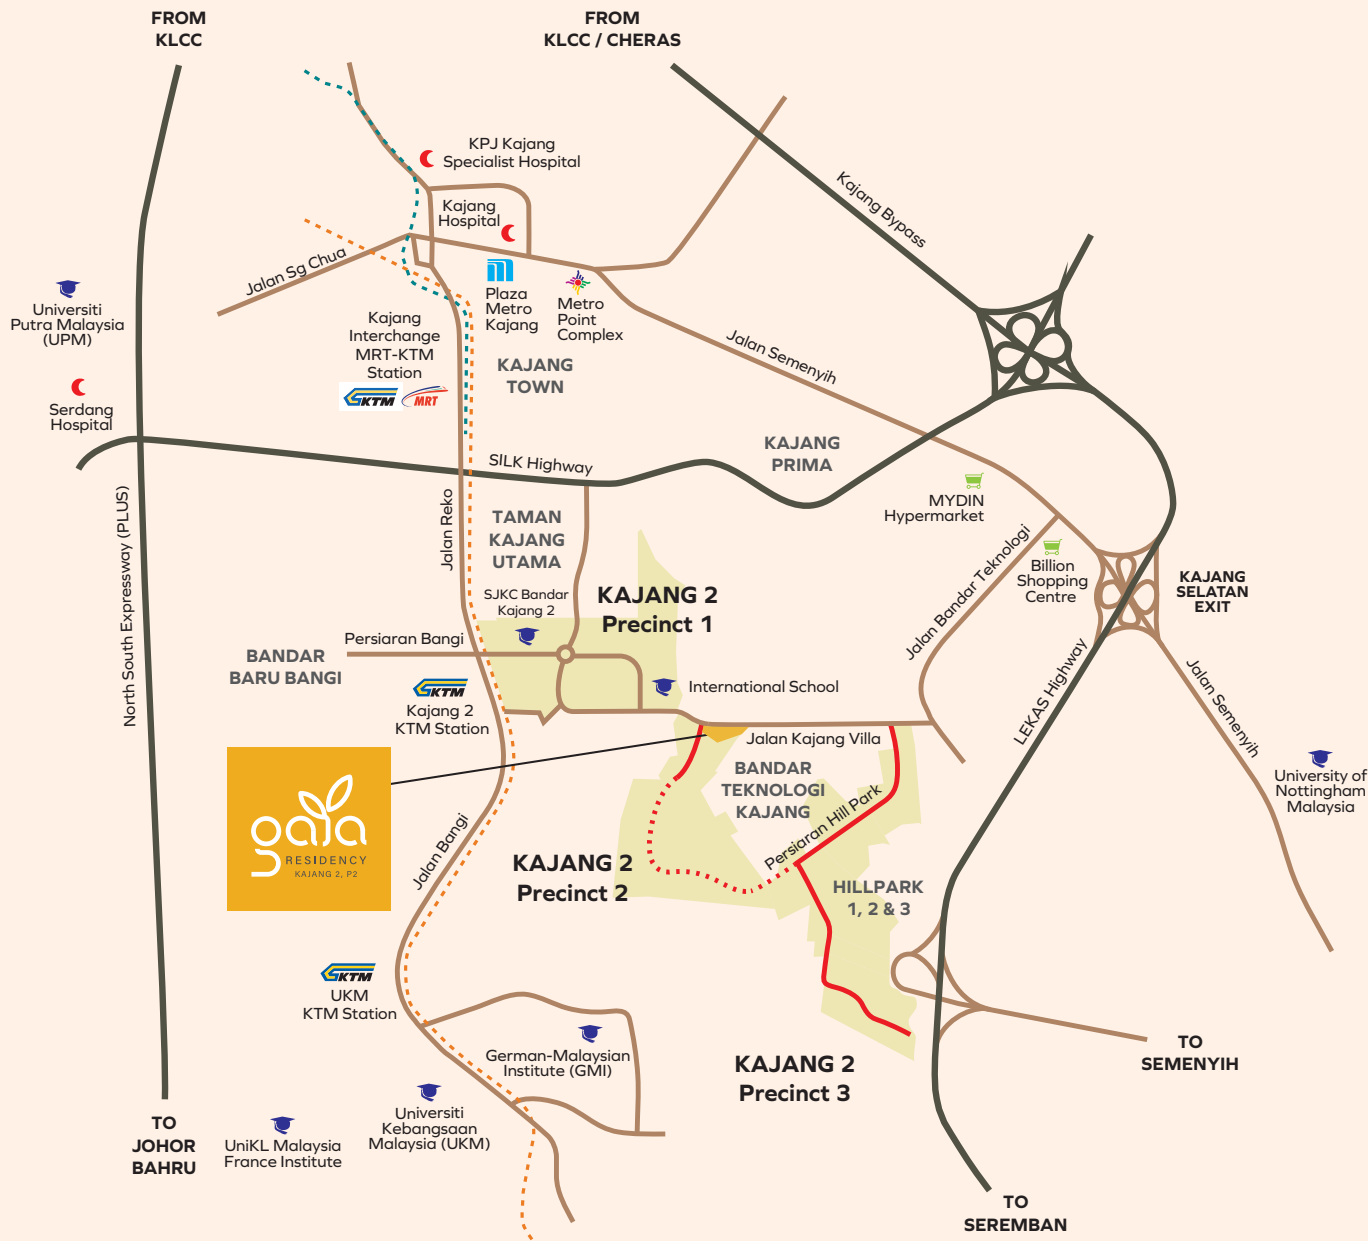 FROM
KLCC
FROM
KLCC / CHERAS
KPJ Kajang
Specialist Hospital
Kajang
Hospital
Kajang Bypass
Jalan Sg Chua
Universiti
Putra Malaysia
(UPM)
Plaza
Metro
Kajang
Metro
Point
Complex
Kajang
Interchange
MRT-KTM
Station
KTM
MRT
KAJANG
TOWN
Jalan Semenyih
Serdang
Hospital
KAJANG
PRIMA
SILK Highway
MYDIN
Hypermarket
North South Expressway (PLUS)
Jalan Reko
TAMAN
KAJANG
UTAMA
Jalan Bandar Teknologi
Billion
Shopping
Centre
KAJANG
SELATAN
EXIT
SJKC Bandar
Kajang 2
KAJANG 2
Precinct 1
Persiaran Bangi
BANDAR
BARU BANGI
KTM
Kajang 2
KTM Station
International School
LEKAS Highway
Jalan Semenyih
Jalan Kajang Villa
BANDAR
TEKNOLOGI
KAJANG
University of
Nottingham
Malaysia
gaia
RESIDENCY
KAJANG 2, P2
Jalan Bangi
Persiaran Hill Park
KAJANG 2
Precinct 2
HILLPARK
1, 2 & 3
KTM
UKM
KTM Station
German-Malaysian
Institute (GMI)
KAJANG 2
Precinct 3
TO
SEMENYIH
Universiti
Kebangsaan
Malaysia (UKM)
TO
JOHOR
BAHRU
UniKL Malaysia
France Institute
TO
SEREMBAN